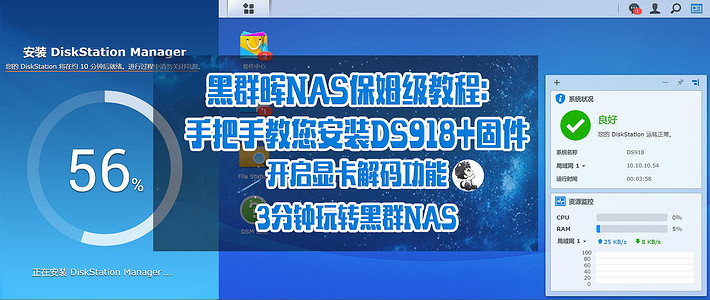 安装 DiskStation Manager
您的 DiskStation 将在约 10 分钟后就绪。进行过程中请勿关闭电源。
56%
正在安装 DiskStation Manager ...
套件中心
黑群晖NAS保姆级教程:
手把手教您安装DS918+固件
开启显卡解码功能
3分钟玩转黑群NAS
File Station
系统状况
良好
您的 DiskStation 运转正常。
系统名称 DS918
局域网 1 10.10.10.54
运行时间 00:03:58
资源监控
CPU 0%
RAM 5%
局域网 1 25 KB/s 8 KB/s
100
80
60
40
20
0